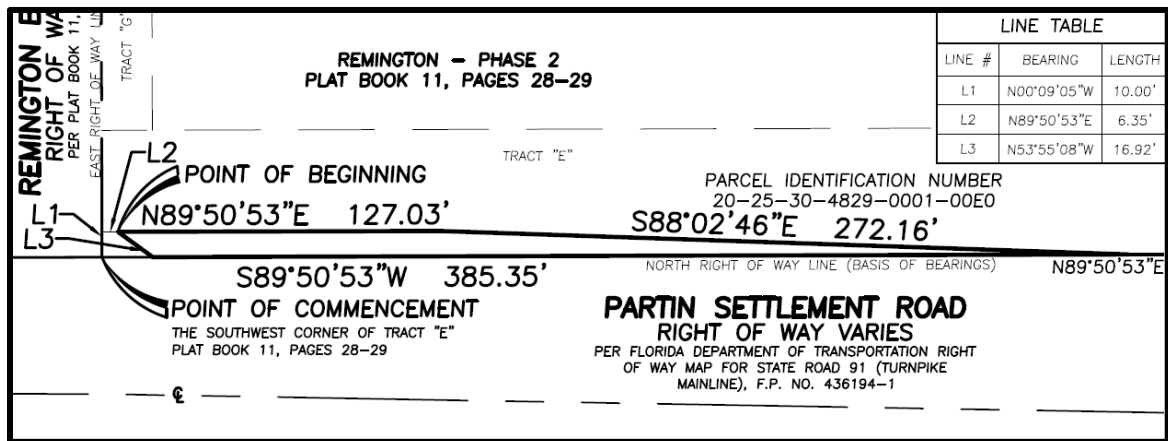 REMINGTON B
RIGHT OF WA
PER PLAT BOOK 11,
EAST RIGHT OF WAY LIN
TRACT "G"
REMINGTON – PHASE 2
PLAT BOOK 11, PAGES 28–29
LINE TABLE
LINE # BEARING LENGTH
L1 N00°09'05"W 10.00'
L2 N89°50'53"E 6.35'
L3 N53°55'08"W 16.92'
TRACT "E"
L2
POINT OF BEGINNING
PARCEL IDENTIFICATION NUMBER
20–25–30–4829–0001–00E0
L1
N89°50'53"E 127.03'
S88°02'46"E 272.16'
L3
S89°50'53"W 385.35'
NORTH RIGHT OF WAY LINE (BASIS OF BEARINGS)
N89°50'53"E
POINT OF COMMENCEMENT
THE SOUTHWEST CORNER OF TRACT "E"
PLAT BOOK 11, PAGES 28–29
PARTIN SETTLEMENT ROAD
RIGHT OF WAY VARIES
PER FLORIDA DEPARTMENT OF TRANSPORTATION RIGHT
OF WAY MAP FOR STATE ROAD 91 (TURNPIKE
MAINLINE), F.P. NO. 436194–1
℄